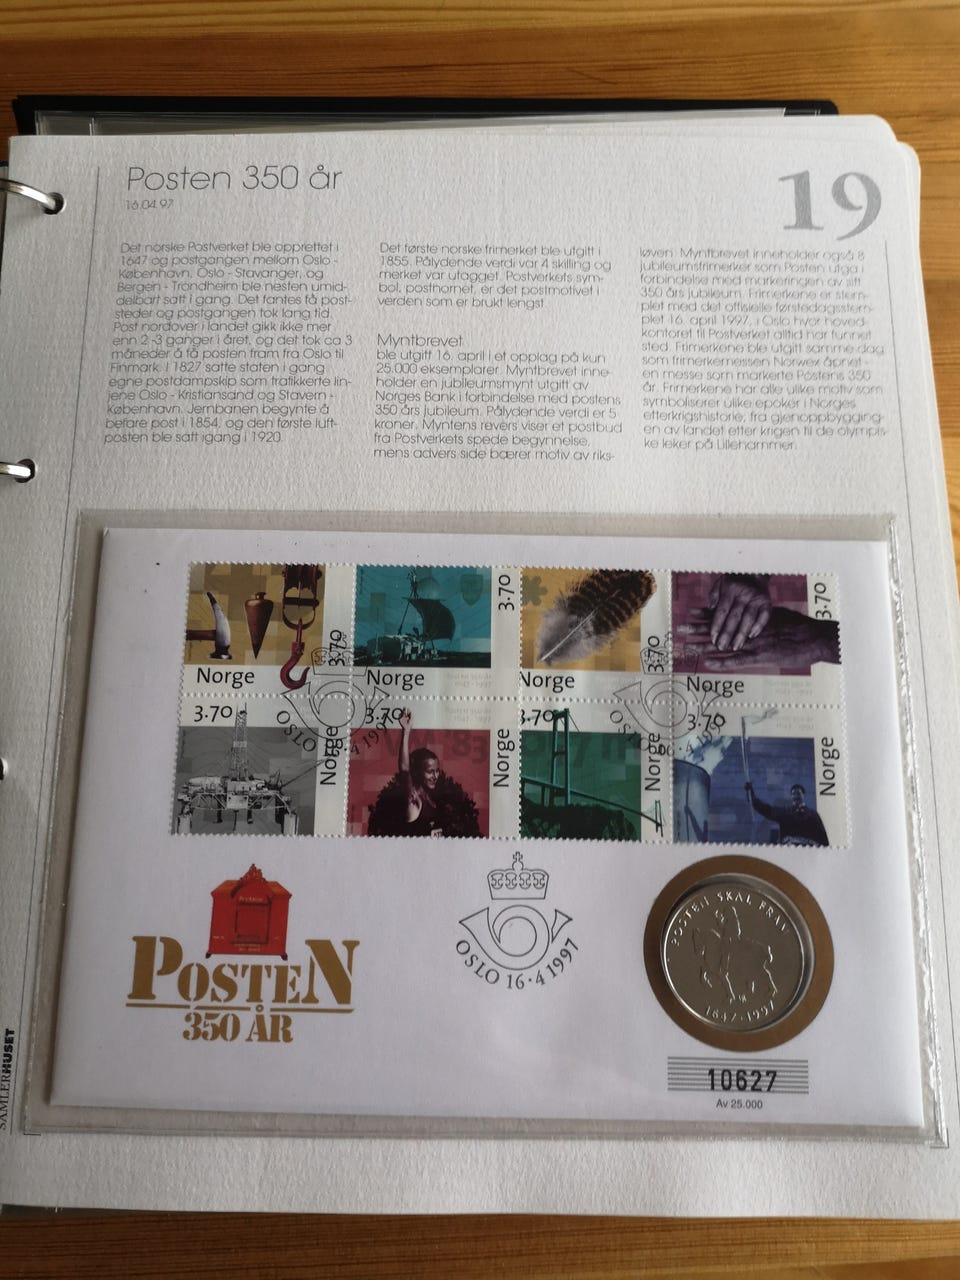 Posten 350 år
16.04.97
19
Det norske Postverket ble opprettet i
1647 og postgangen mellom Oslo -
København, Oslo - Stavanger, og
Bergen - Trondheim ble nesten umid-
delbart satt i gang. Det fantes få post-
steder og postgangen tok lang tid.
Post nordover i landet gikk ikke mer
enn 2 -3 ganger i året, og det tok ca 3
måneder å få posten fram fra Oslo til
Finmark. I 1827 satte staten i gang
egne postdampskip som trafikkerte lin-
jene Oslo - Kristiansand og Stavern -
København. Jernbanen begynte å
befare post i 1854, og den første luft-
posten ble satt igang i 1920.
Det første norske frimerket ble utgitt i
1855. Pålydende verdi var 4 skilling og
merket var utagget. Postverkets sym-
bol, posthornet, er det postmotivet i
verden som er brukt lengst.
Myntbrevet
ble utgitt 16. april i et opplag på kun
25.000 eksemplarer. Myntbrevet inne-
holder en jubileumsmynt utgitt av
Norges Bank i forbindelse med postens
350 års jubileum. Pålydende verdi er 5
kroner. Myntens revers viser et postbud
fra Postverkets spede begynnelse,
mens advers side bærer motiv av riks-
løven. Myntbrevet inneholder også 8
jubileumsfrimerker som Posten utga i
forbindelse med markeringen av sitt
350 års jubileum. Frimerkene er stem-
plet med det offisielle førstedagsstem-
plet 16. april 1997, i Oslo hvor hoved-
kontoret til Postverket alltid har funnet
sted. Frimerkene ble utgitt samme dag
som frimerkemessen Norwex åpnet -
en messe som markerte Postens 350
år. Frimerkene har alle ulike motiv som
symboliserer ulike epoker i Norges
etterkrigshistorie, fra gjenoppbygging-
en av landet etter krigen til de olympis-
ke leker på Lillehammer.
3.70
Norge
3.70
Norge
3.70
Norge
3.70
Norge
3.70
Norge
3.70
VM '83
Norge
3.70
Norge
3.70
Norge
OSLO 16·4 1997
OSLO 16·4 1997
POSTEN
350 ÅR
OSLO 16·4 1997
POSTEN SKAL FRAM
1647·1997
10627
Av 25.000
SAMLERHUSET